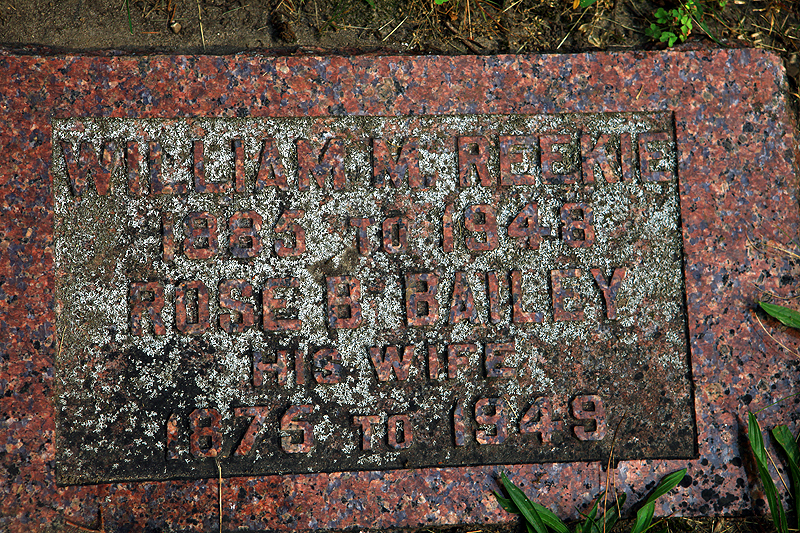 WILLIAM M. REEKIE
1865 TO 1948
ROSE B. BAILEY
HIS WIFE
1876 TO 1949